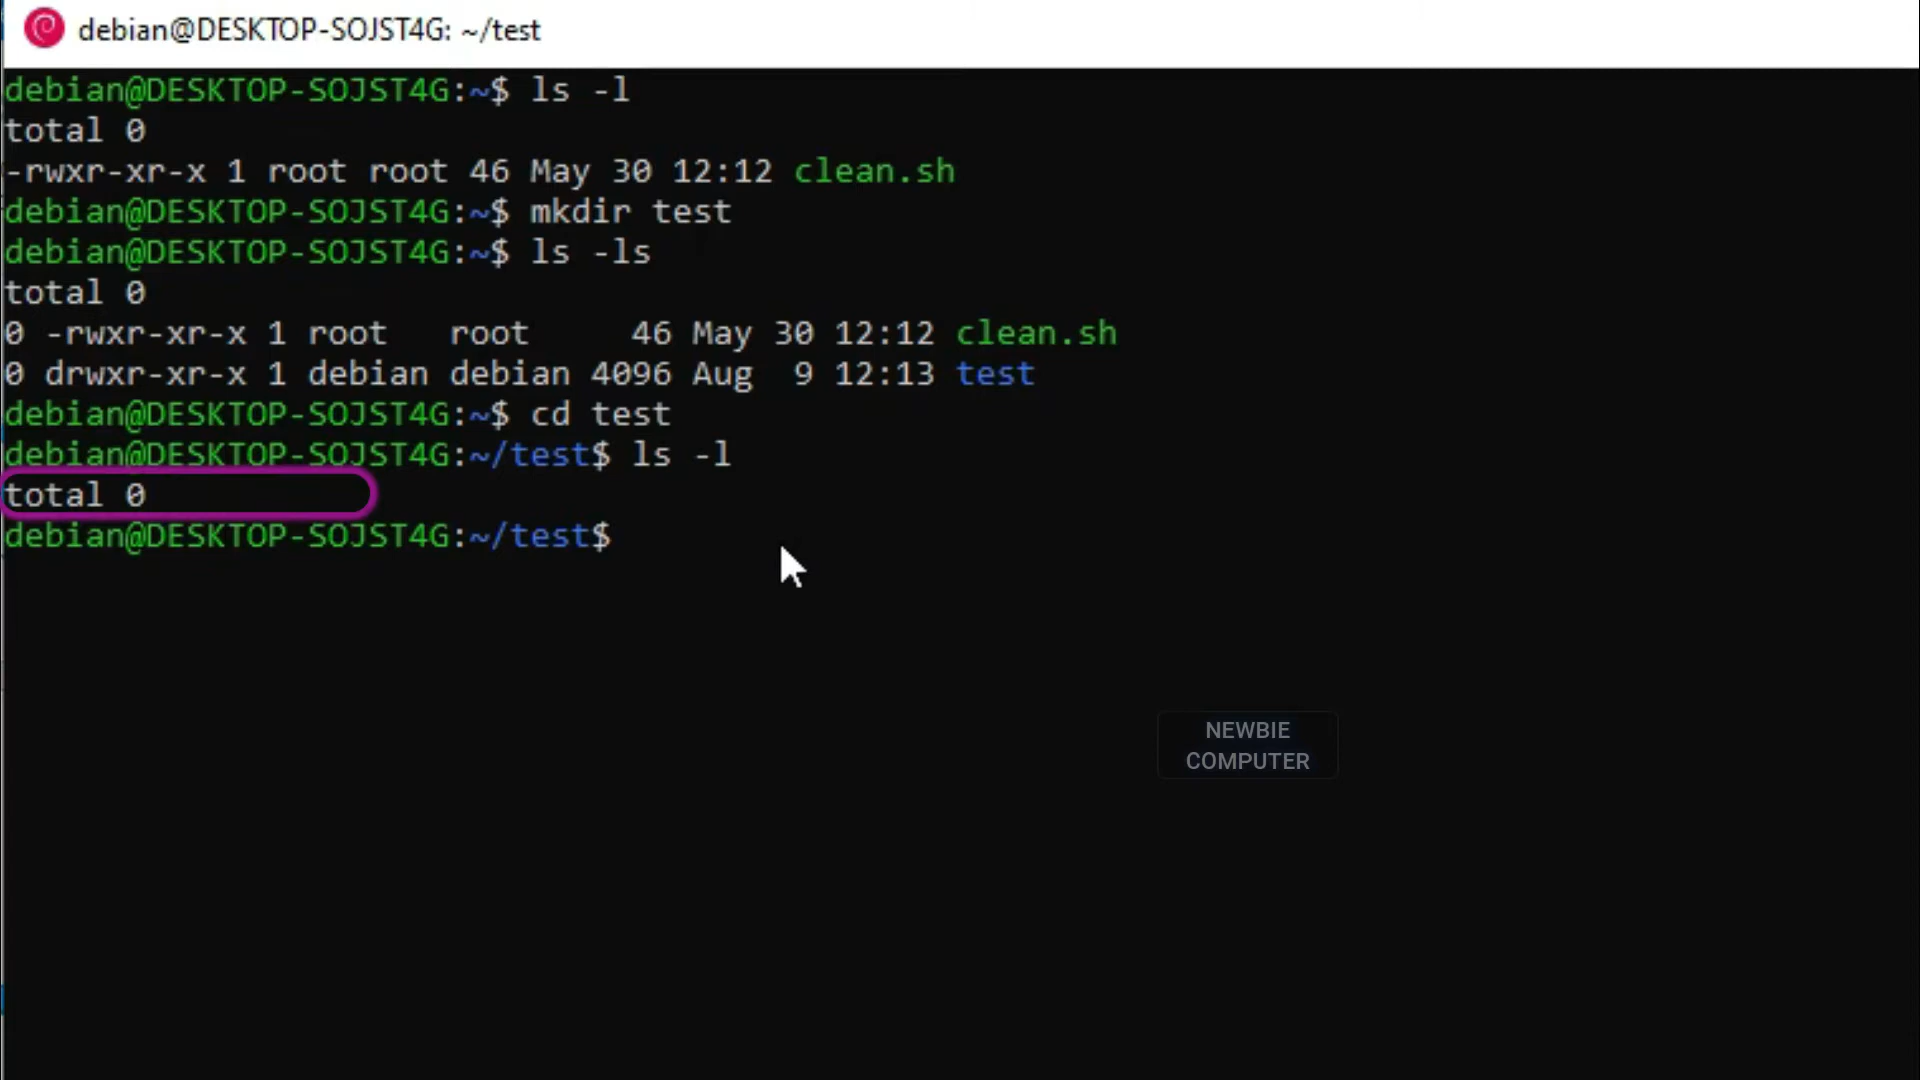 debian@DESKTOP-SOJST4G: ~/test
debian@DESKTOP-SOJST4G:~$ ls -l
total 0
-rwxr-xr-x 1 root root 46 May 30 12:12 clean.sh
debian@DESKTOP-SOJST4G:~$ mkdir test
debian@DESKTOP-SOJST4G:~$ ls -ls
total 0
0 -rwxr-xr-x 1 root   root     46 May 30 12:12 clean.sh
0 drwxr-xr-x 1 debian debian 4096 Aug  9 12:13 test
debian@DESKTOP-SOJST4G:~$ cd test
debian@DESKTOP-SOJST4G:~/test$ ls -l
total 0
debian@DESKTOP-SOJST4G:~/test$
NEWBIE
COMPUTER